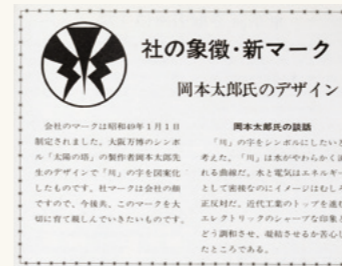 社の象徴・新マーク
岡本太郎氏のデザイン
会社のマークは昭和49年1月1日
制定されました。大阪万博のシンボ
ル「太陽の塔」の製作者岡本太郎先
生のデザインで「川」の字を図案化
したものです。社マークは会社の顔
ですので、今後共、このマークを大
切に育て親しんでいきたいものです。
岡本太郎氏の談話
「川」の字をシンボルにしたいと
考えた。「川」は水がやわらかく流
れる曲線だ。水と電気はエネルギー
として密接なのにイメージはむしろ
正反対だ。近代工業のトップを進む
エレクトリックのシャープな印象と
どう調和させ、凝結させるか苦心し
たところである。